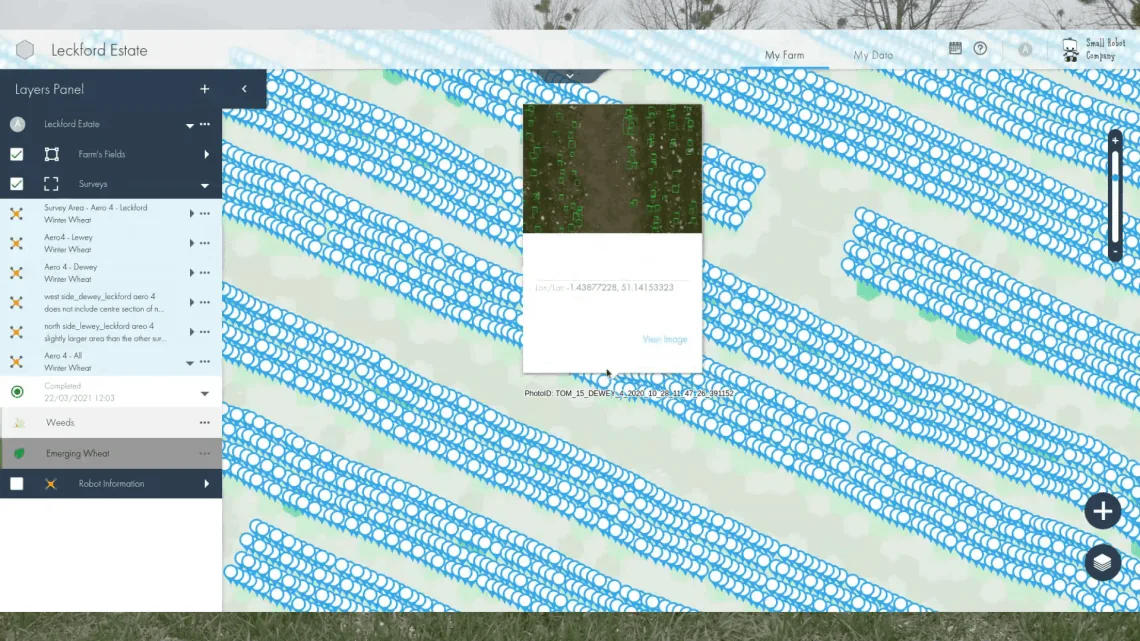 Leckford Estate
My Farm
My Data
A
Small Robot
Company
Layers Panel
+
A
Leckford Estate
Farm's Fields
Surveys
Survey Area - Aero 4 - Leckford
Winter Wheat
Aero4 - Lewey
Winter Wheat
Aero 4 - Dewey
Winter Wheat
west side_dewey_leckford aero 4
does not include centre section of n...
north side_lewey_leckford areo 4
slightly larger area than the other sur...
Aero 4 - All
Winter Wheat
Completed
22/03/2021 12:03
Weeds
Emerging Wheat
Robot Information
Lon/Lat: -1.43877228, 51.14153323
View Image
PhotoID: TOM_15_DEWEY_4_2020_10_28_11_47_26_391152